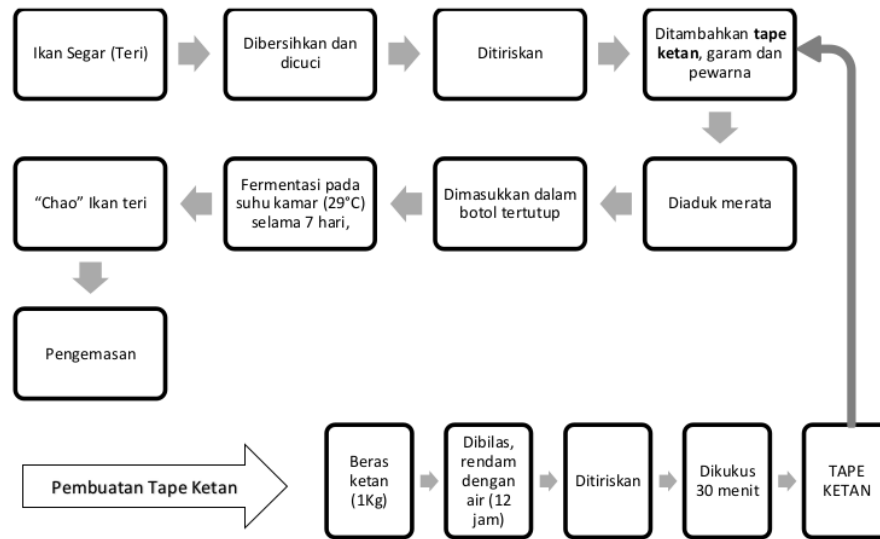 Ikan Segar (Teri)
Dibersihkan dan
dicuci
Ditiriskan
Ditambahkan tape
ketan, garam dan
pewarna
Diaduk merata
Dimasukkan dalam
botol tertutup
Fermentasi pada
suhu kamar (29°C)
selama 7 hari,
“Chao” Ikan teri
Pengemasan
Pembuatan Tape Ketan
Beras
ketan
(1Kg)
Dibilas,
rendam
dengan
air (12
jam)
Ditiriskan
Dikukus
30 menit
TAPE
KETAN